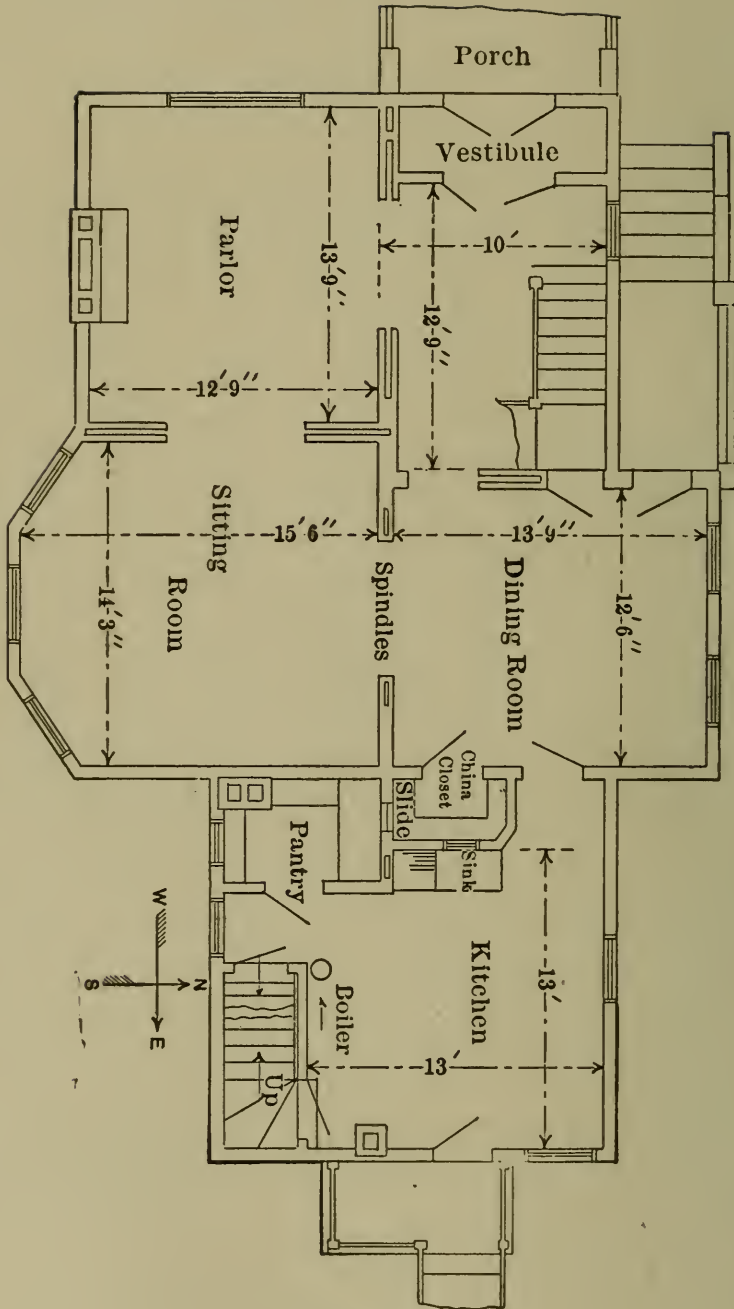 Porch
Vestibule
Parlor
13'9"
10'
12'9"
12'9"
Sitting
Room
15'6"
14'3"
Spindles
13'9"
12'6"
Dining Room
China
Closet
Slide
Sink
Pantry
Kitchen
13'
13'
Boiler
Up
W
N
S
E